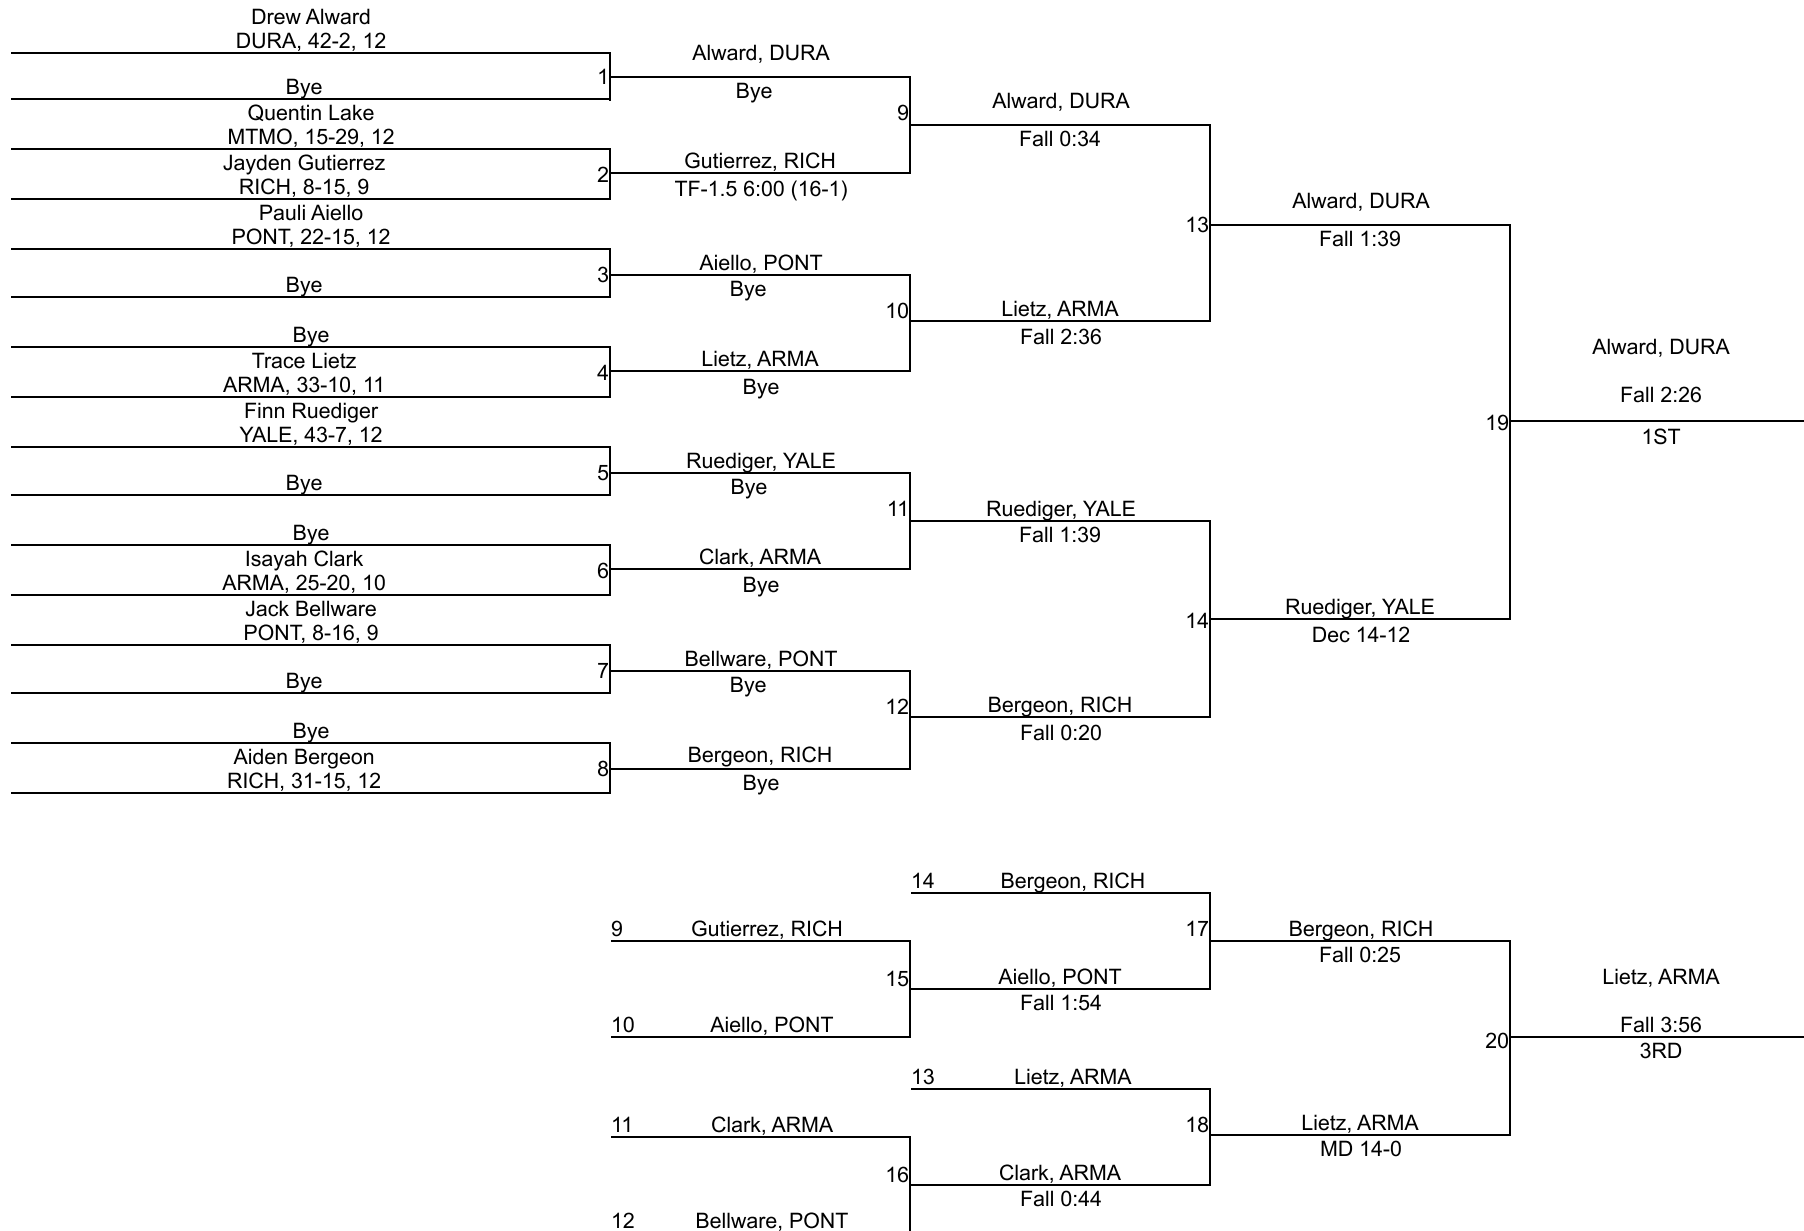 Drew Alward
DURA, 42-2, 12
Bye
1
Quentin Lake
MTMO, 15-29, 12
Jayden Gutierrez
RICH, 8-15, 9
2
Pauli Aiello
PONT, 22-15, 12
Bye
3
Bye
Trace Lietz
ARMA, 33-10, 11
4
Finn Ruediger
YALE, 43-7, 12
Bye
5
Bye
Isayah Clark
ARMA, 25-20, 10
6
Jack Bellware
PONT, 8-16, 9
Bye
7
Bye
Aiden Bergeon
RICH, 31-15, 12
8
Alward, DURA
Bye
9
Gutierrez, RICH
TF-1.5 6:00 (16-1)
Aiello, PONT
Bye
10
Lietz, ARMA
Bye
Ruediger, YALE
Bye
11
Clark, ARMA
Bye
Bellware, PONT
Bye
12
Bergeon, RICH
Bye
Alward, DURA
Fall 0:34
13
Lietz, ARMA
Fall 2:36
Ruediger, YALE
Fall 1:39
14
Bergeon, RICH
Fall 0:20
Alward, DURA
Fall 1:39
19
Ruediger, YALE
Dec 14-12
Alward, DURA
Fall 2:26
1ST
9
Gutierrez, RICH
15
10
Aiello, PONT
11
Clark, ARMA
16
12
Bellware, PONT
14
Bergeon, RICH
17
Aiello, PONT
Fall 1:54
13
Lietz, ARMA
18
Clark, ARMA
Fall 0:44
Bergeon, RICH
Fall 0:25
20
Lietz, ARMA
MD 14-0
Lietz, ARMA
Fall 3:56
3RD